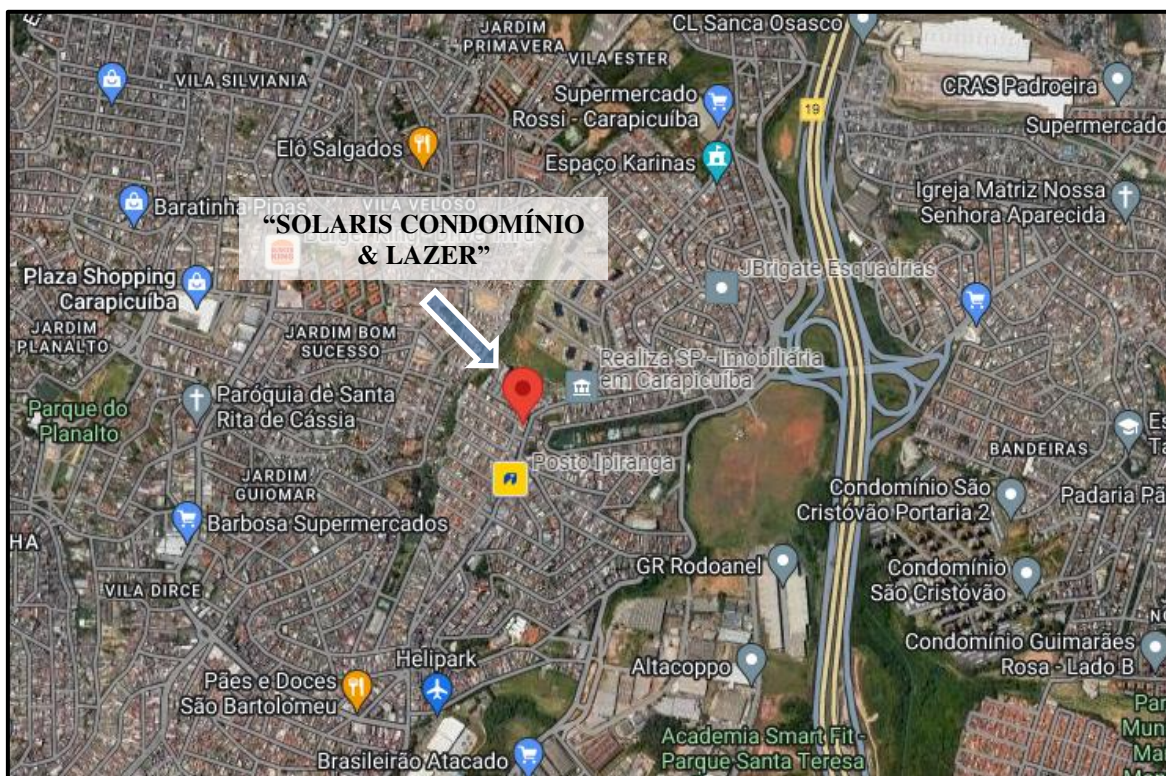 JARDIM
PRIMAVERA
CL Sanca Osasco
VILA ESTER
VILA SILVIANIA
Supermercado
Rossi - Carapicuíba
19
CRAS Padroeira
Supermercado
Elô Salgados
Espaço Karinas
Igreja Matriz Nossa
Senhora Aparecida
Baratinha Pipas
VILA VELOSO
“SOLARIS CONDOMÍNIO
& LAZER”
JBrigate Esquadrias
Plaza Shopping
Carapicuíba
JARDIM
PLANALTO
JARDIM BOM
SUCESSO
Realiza SP - Imobiliária
em Carapicuíba
Parque do
Planalto
Paróquia de Santa
Rita de Cássia
Posto Ipiranga
BANDEIRAS
JARDIM
GUIOMAR
Condomínio São
Cristóvão Portaria 2
Barbosa Supermercados
HA
GR Rodoanel
Condomínio
São Cristóvão
VILA DIRCE
Condomínio Guimarães
Rosa - Lado B
Helipark
Altacoppo
Pães e Doces
São Bartolomeu
Academia Smart Fit -
Parque Santa Teresa
Brasileirão Atacado